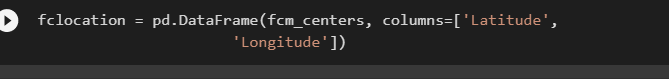 fclocation = pd.DataFrame(fcm_centers, columns=['Latitude',
'Longitude'])